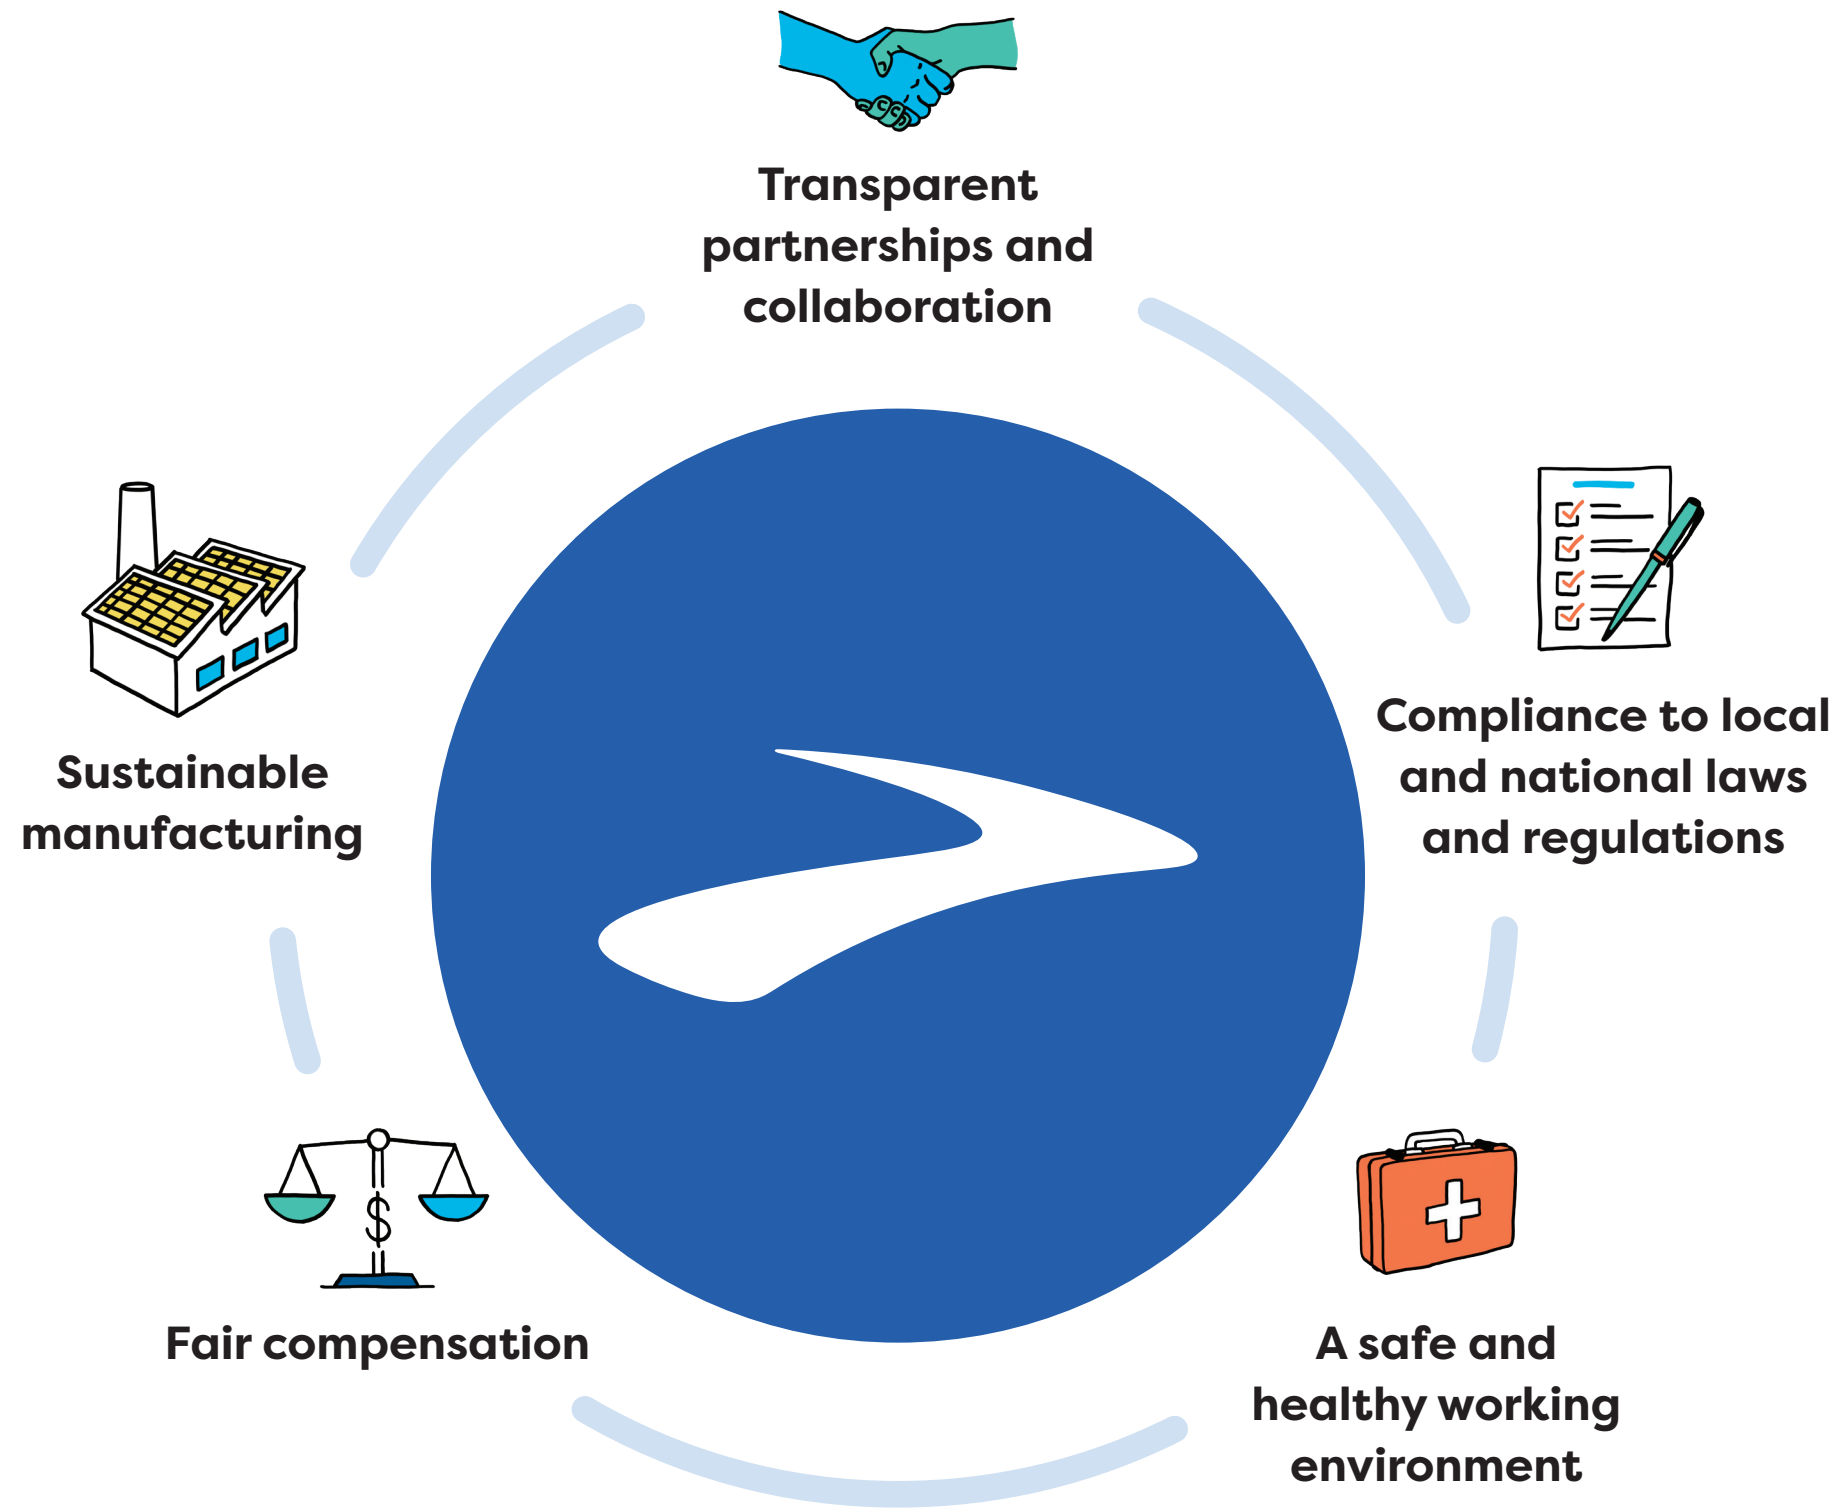 Transparent
partnerships and
collaboration
Compliance to local
and national laws
and regulations
A safe and
healthy working
environment
$
Fair compensation
Sustainable
manufacturing